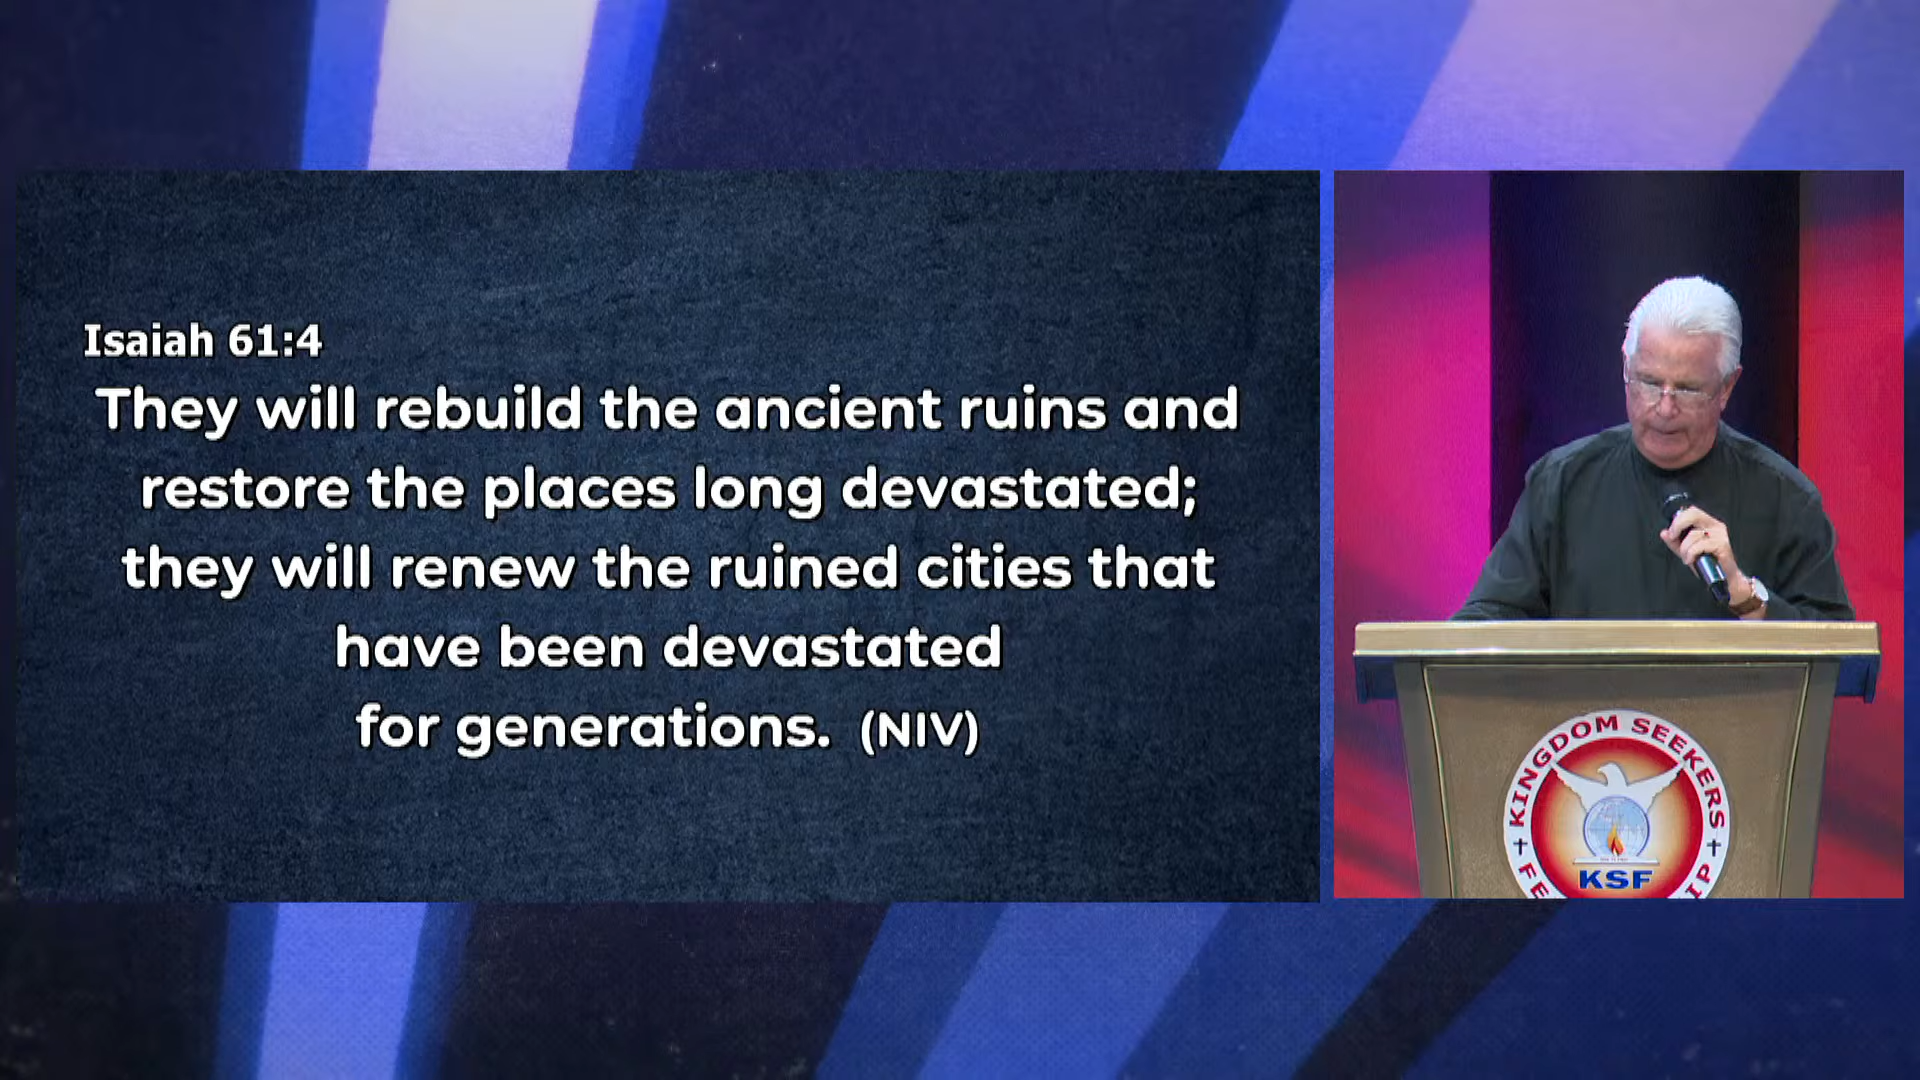 Isaiah 61:4
They will rebuild the ancient ruins and
restore the places long devastated;
they will renew the ruined cities that
have been devastated
for generations. (NIV)
KINGDOM SEEKERS
KSF